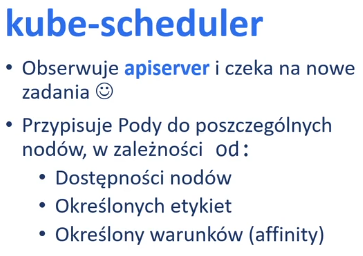 kube-scheduler
• Obserwuje apiserver i czeka na nowe
zadania ☺
• Przypisuje Pody do poszczególnych
nodów, w zależności od:
• Dostępności nodów
• Określonych etykiet
• Określony warunków (affinity)